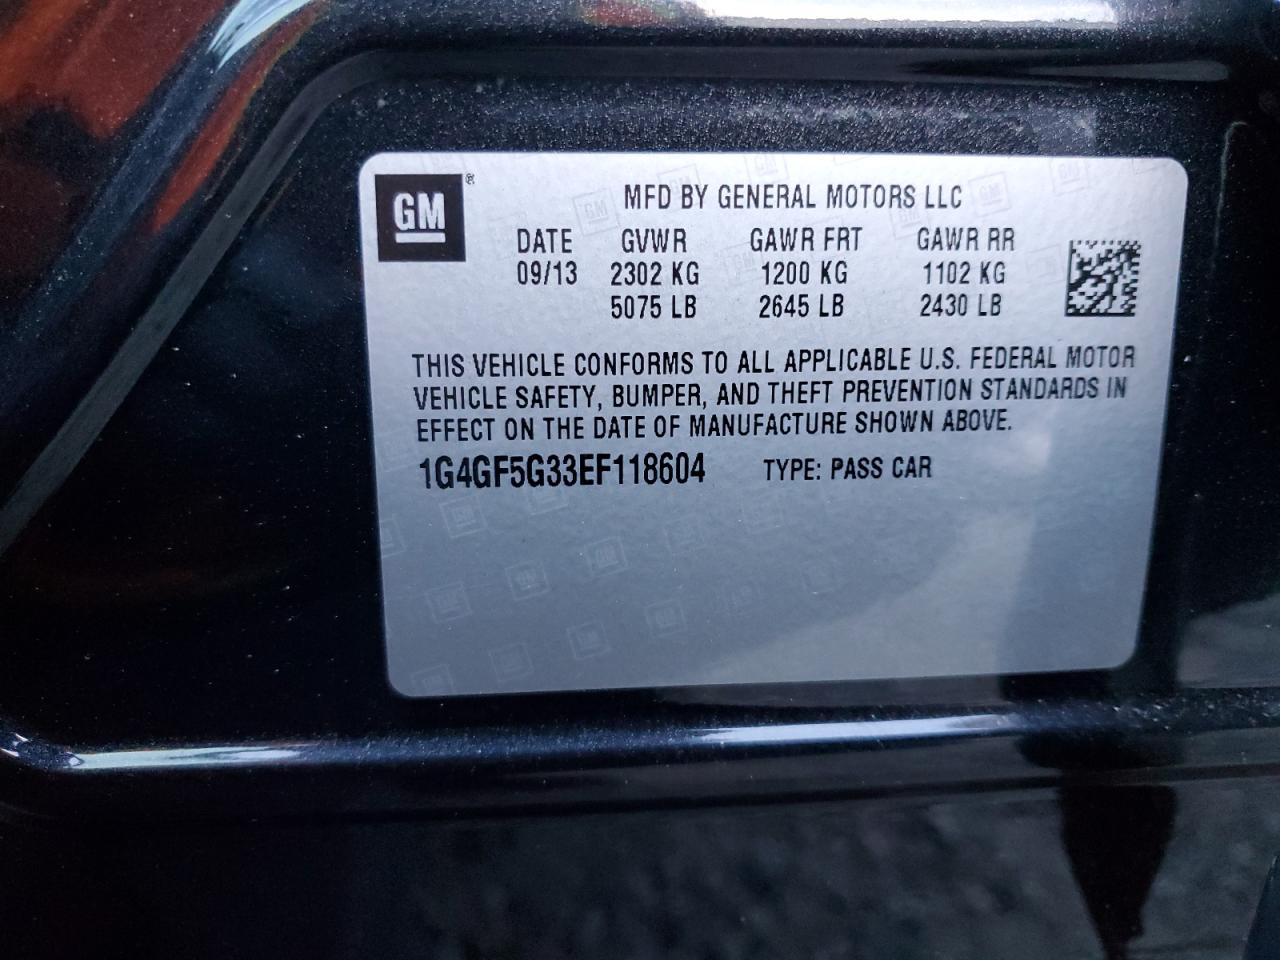 GM ®
MFD BY GENERAL MOTORS LLC
DATE GVWR GAWR FRT GAWR RR
09/13 2302 KG 1200 KG 1102 KG
5075 LB 2645 LB 2430 LB
THIS VEHICLE CONFORMS TO ALL APPLICABLE U.S. FEDERAL MOTOR
VEHICLE SAFETY, BUMPER, AND THEFT PREVENTION STANDARDS IN
EFFECT ON THE DATE OF MANUFACTURE SHOWN ABOVE.
1G4GF5G33EF118604 TYPE: PASS CAR